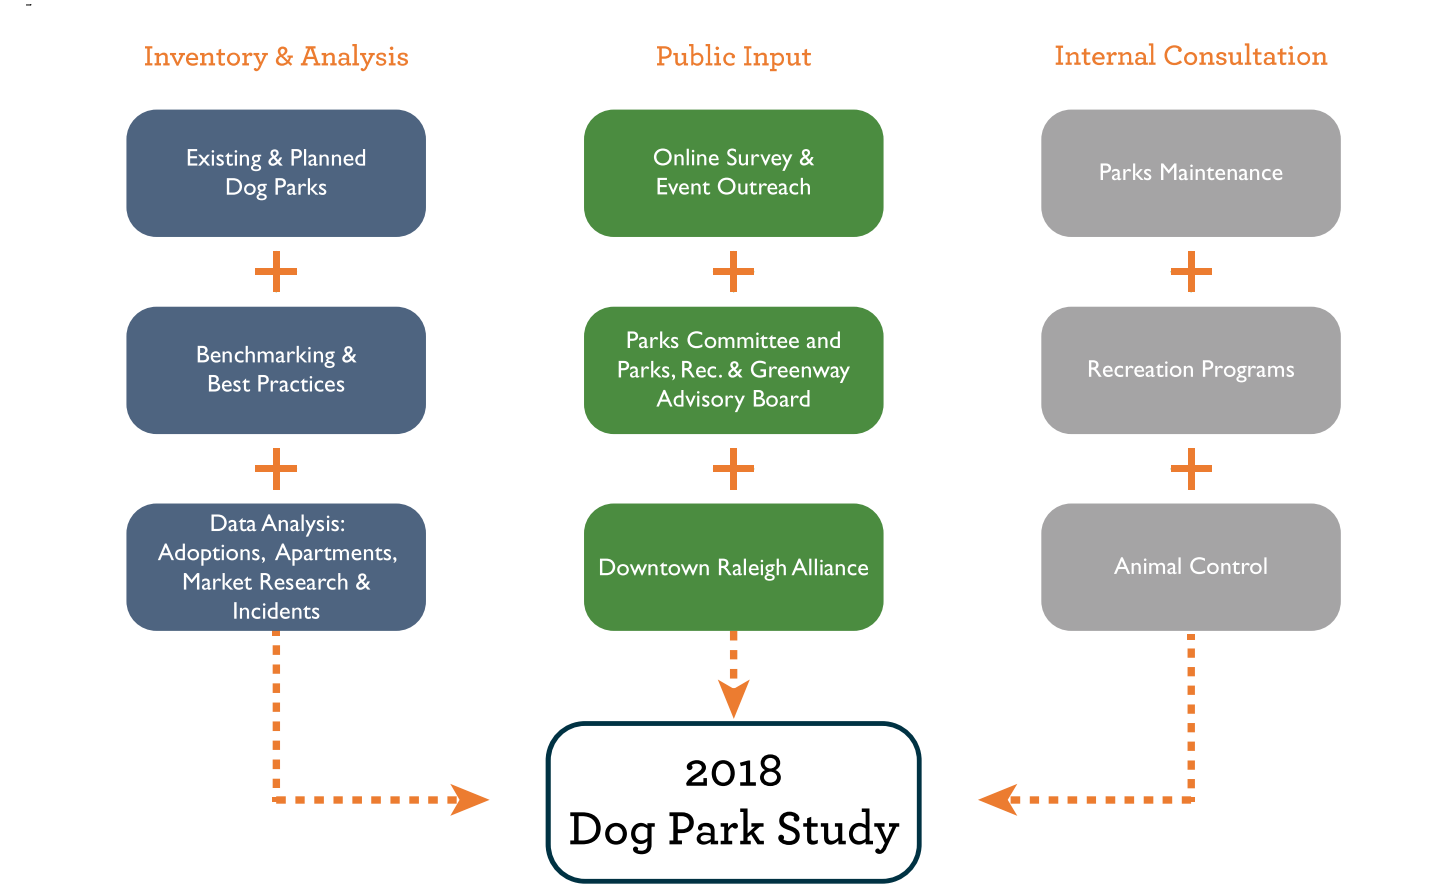 Inventory & Analysis
Existing & Planned
Dog Parks
+
Benchmarking &
Best Practices
+
Data Analysis:
Adoptions, Apartments,
Market Research &
Incidents
Public Input
Online Survey &
Event Outreach
+
Parks Committee and
Parks, Rec. & Greenway
Advisory Board
+
Downtown Raleigh Alliance
Internal Consultation
Parks Maintenance
+
Recreation Programs
+
Animal Control
2018
Dog Park Study